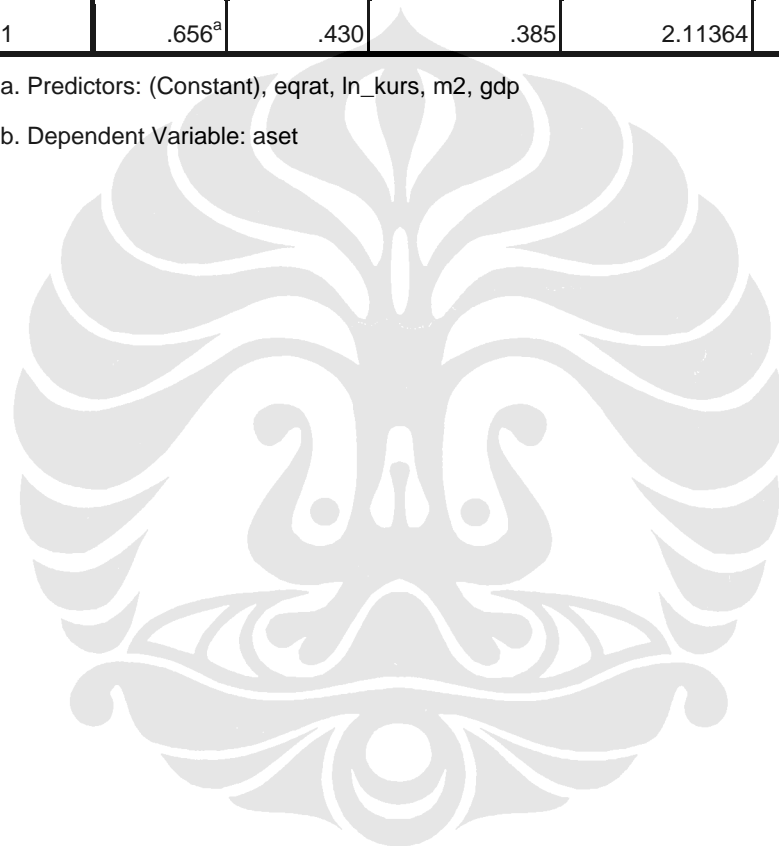 1 .656a .430 .385 2.11364
a. Predictors: (Constant), eqrat, ln_kurs, m2, gdp
b. Dependent Variable: aset